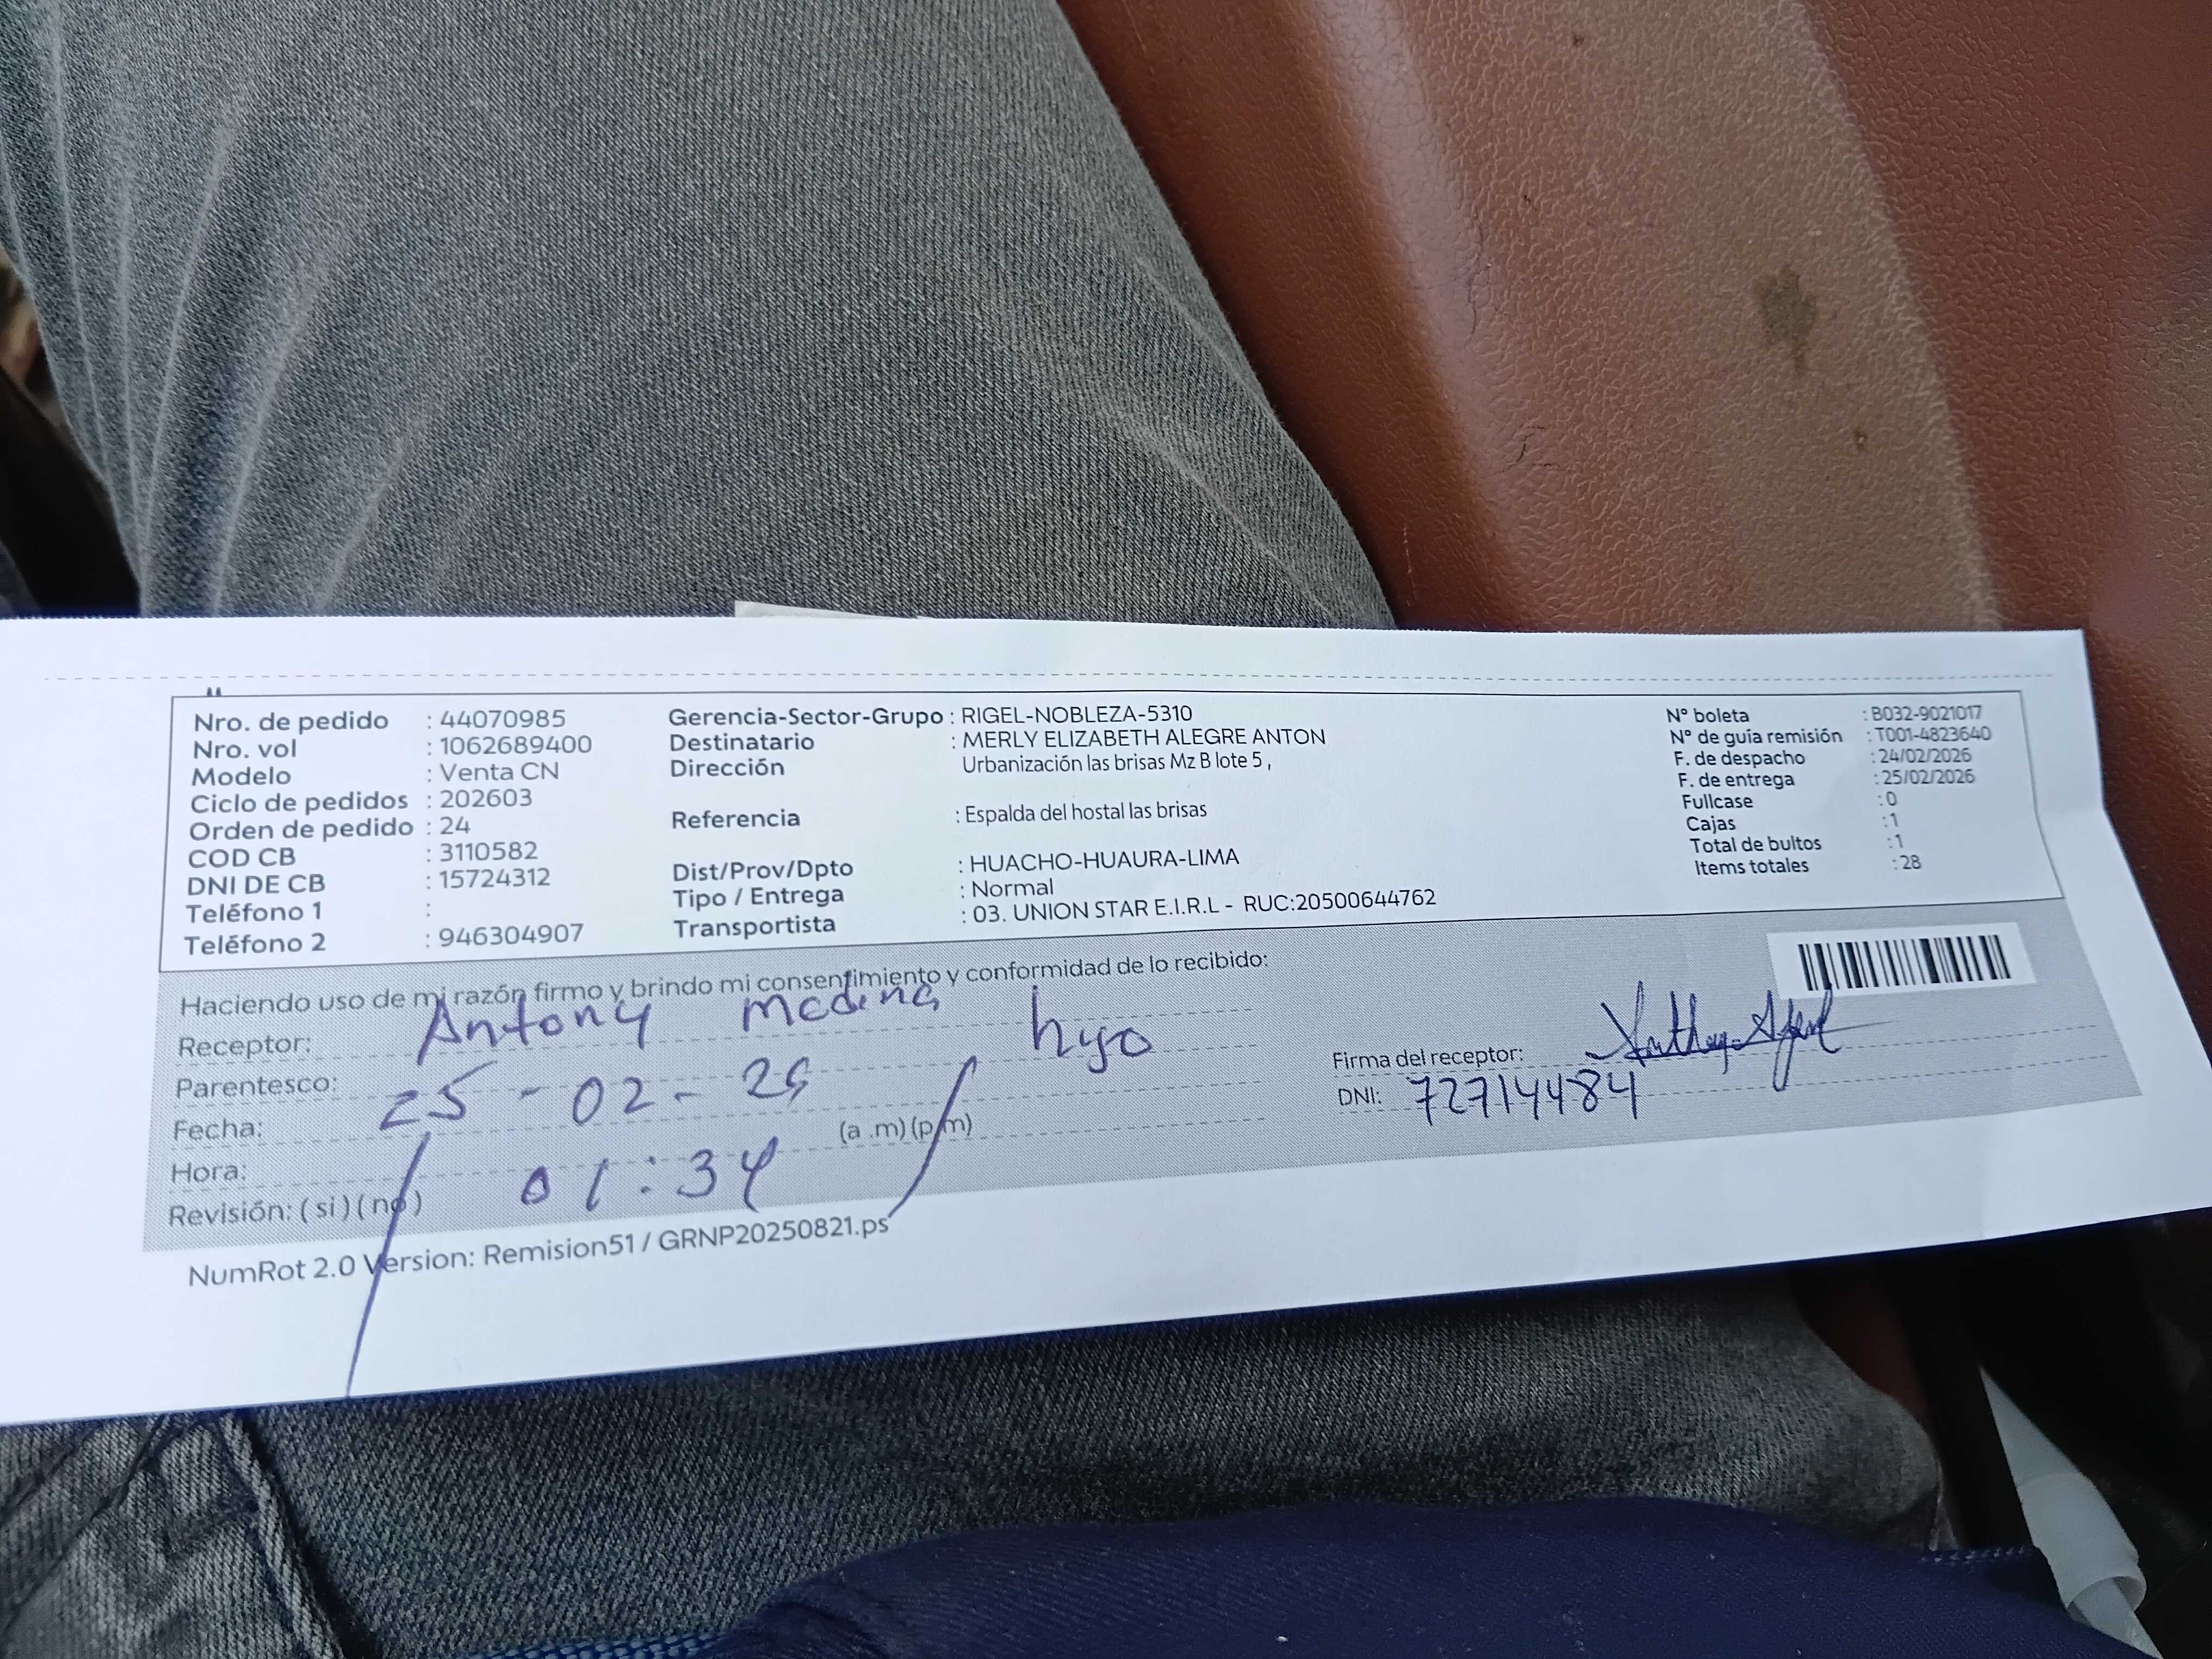 Nro. de pedido : 44070985
Nro. vol : 1062689400
Modelo : Venta CN
Ciclo de pedidos : 202603
Orden de pedido : 24
COD CB : 3110582
DNI DE CB : 15724312
Teléfono 1 :
Teléfono 2 : 946304907
Gerencia-Sector-Grupo : RIGEL-NOBLEZA-5310
Destinatario : MERLY ELIZABETH ALEGRE ANTON
Dirección Urbanización las brisas Mz B lote 5 ,
Referencia : Espalda del hostal las brisas
Dist/Prov/Dpto : HUACHO-HUAURA-LIMA
Tipo / Entrega : Normal
Transportista : 03. UNION STAR E.I.R.L - RUC:20500644762
N° boleta : B032-9021017
N° de guía remisión : T001-4823640
F. de despacho : 24/02/2026
F. de entrega : 25/02/2026
Fullcase : 0
Cajas : 1
Total de bultos : 1
Items totales : 28
Haciendo uso de mi razón firmo y brindo mi consentimiento y conformidad de lo recibido:
Receptor: Antony medina hyo
Parentesco:
Fecha: 25-02-26
Hora: 01:34 (a .m) (p.m)
Revisión: ( si ) ( no )
Firma del receptor:
DNI: 72714484
NumRot 2.0 Version: Remision51 / GRNP20250821.ps